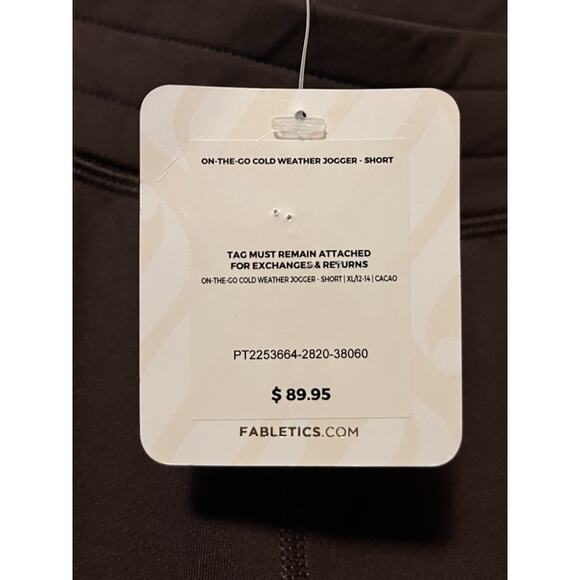 ON-THE-GO COLD WEATHER JOGGER - SHORT
TAG MUST REMAIN ATTACHED
FOR EXCHANGES & RETURNS
ON-THE-GO COLD WEATHER JOGGER - SHORT | XL/12-14 | CACAO
PT2253664-2820-38060
$ 89.95
FABLETICS.COM